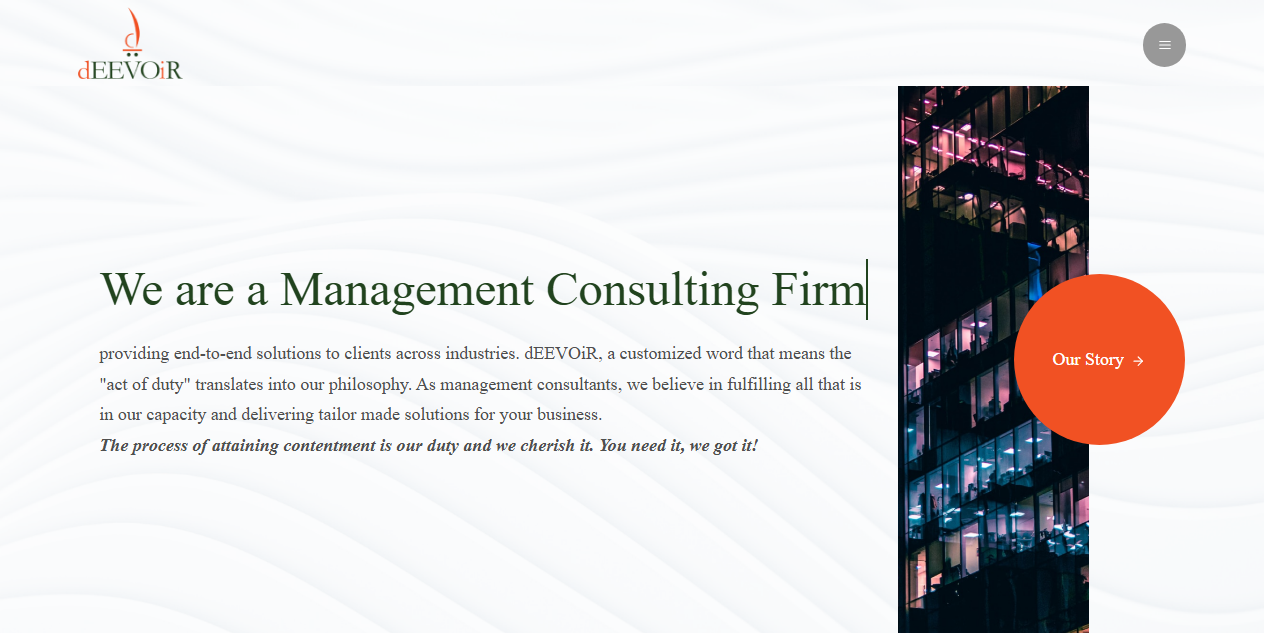 d
dEEVOiR
We are a Management Consulting Firm
providing end-to-end solutions to clients across industries. dEEVOiR, a customized word that means the
"act of duty" translates into our philosophy. As management consultants, we believe in fulfilling all that is
in our capacity and delivering tailor made solutions for your business.
The process of attaining contentment is our duty and we cherish it. You need it, we got it!
Our Story →